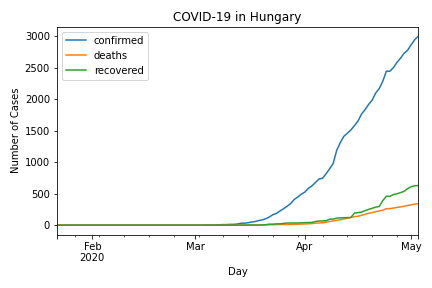 COVID-19 in Hungary
confirmed
deaths
recovered
Number of Cases
3000
2500
2000
1500
1000
500
0
Feb
2020
Mar
Apr
May
Day